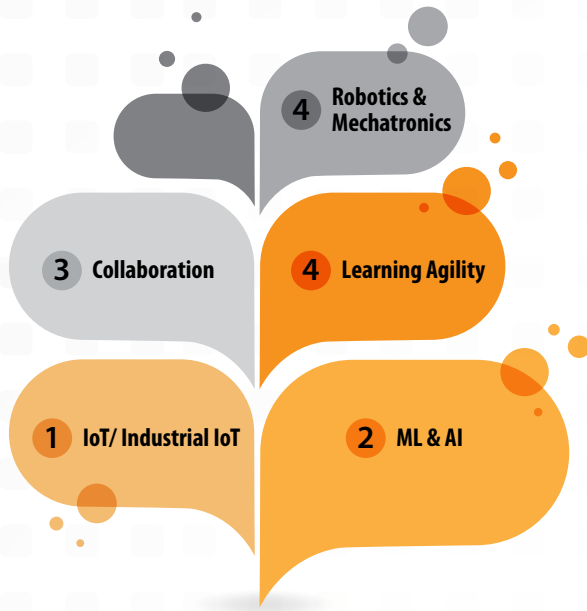 4 Robotics &
Mechatronics
3 Collaboration
4 Learning Agility
1 IoT/ Industrial IoT
2 ML & AI